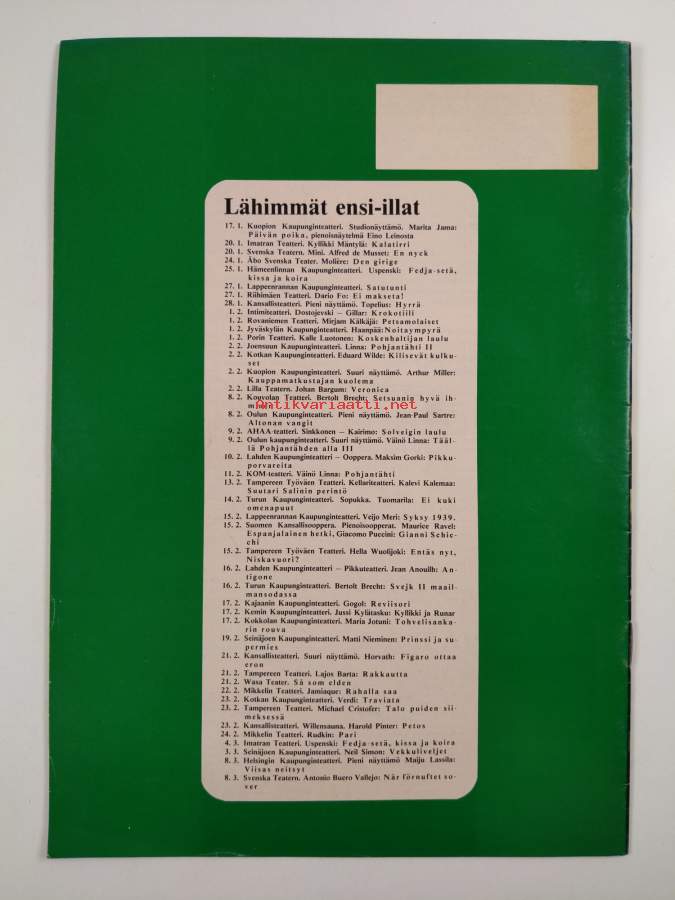 Lähimmät ensi-illat
17. 1. Kuopion Kaupunginteatteri. Studionäyttämö. Marita Jama:
Päivän poika, pienoisnäytelmä Eino Leinosta
20. 1. Imatran Teatteri. Kyllikki Mäntylä: Kalatirri
20. 1. Svenska Teatern. Mini. Alfred de Musset: En nyck
24. 1. Åbo Svenska Teater. Molière: Den girige
25. 1. Hämeenlinnan Kaupunginteatteri. Uspenski: Fedja-setä,
kissa ja koira
27. 1. Lappeenrannan Kaupunginteatteri. Satutunti
27. 1. Riihimäen Teatteri. Dario Fo: Ei makseta!
28. 1. Kansallisteatteri. Pieni näyttämö. Topelius: Hyrrä
1. 2. Intimiteatteri. Dostojevski — Gillar: Krokotiili
1. 2. Rovaniemen Teatteri. Mirjam Kälkäjä: Petsamolaiset
1. 2. Jyväskylän Kaupunginteatteri. Haanpää: Noitaympyrä
1. 2. Porin Teatteri. Kalle Luotonen: Koskenhaltijan laulu
2. 2. Joensuun Kaupunginteatteri. Linna: Pohjantähti II
2. 2. Kotkan Kaupunginteatteri. Eduard Wilde: Kilisevät kulku-
set
2. 2. Kuopion Kaupunginteatteri. Suuri näyttämö. Arthur Miller:
Kauppamatkustajan kuolema
2. 2. Lilla Teatern. Johan Bargum: Veronica
8. 2. Kouvolan Teatteri. Bertolt Brecht: Setsuanin hyvä ih-
Antikvariaatti.net
8. 2. Oulun Kaupunginteatteri. Pieni näyttämö. Jean-Paul Sartre:
Altonan vangit
9. 2. AHAA-teatteri. Sinkkonen — Kairimo: Solveigin laulu
9. 2. Oulun kaupunginteatteri. Suuri näyttämö. Väinö Linna: Tääl-
lä Pohjantähden alla III
10. 2. Lahden Kaupunginteatteri — Ooppera. Maksim Gorki: Pikku-
porvareita
11. 2. KOM-teatteri. Väinö Linna: Pohjantähti
13. 2. Tampereen Työväen Teatteri. Kellariteatteri. Kalevi Kalemaa:
Suutari Salinin perintö
14. 2. Turun Kaupunginteatteri. Sopukka. Tuomarila: Ei kuki
omenapuut
15. 2. Lappeenrannan Kaupunginteatteri. Veijo Meri: Syksy 1939.
15. 2. Suomen Kansallisooppera. Pienoisoopperat. Maurice Ravel:
Espanjalainen hetki, Giacomo Puccini: Gianni Schic-
chi
15. 2. Tampereen Työväen Teatteri. Hella Wuolijoki: Entäs nyt,
Niskavuori?
16. 2. Lahden Kaupunginteatteri — Pikkuteatteri. Jean Anouilh: An-
tigone
16. 2. Turun Kaupunginteatteri. Bertolt Brecht: Svejk II maail-
mansodassa
17. 2. Kajaanin Kaupunginteatteri. Gogol: Reviisori
17. 2. Kemin Kaupunginteatteri. Jussi Kylätasku: Kyllikki ja Runar
17. 2. Kokkolan Kaupunginteatteri. Maria Jotuni: Tohvelisanka-
rin rouva
19. 2. Seinäjoen Kaupunginteatteri. Matti Nieminen: Prinssi ja su-
permies
21. 2. Kansallisteatteri. Suuri näyttämö. Horvath: Figaro ottaa
eron
21. 2. Tampereen Teatteri. Lajos Barta: Rakkautta
21. 2. Wasa Teater. Så som elden
22. 2. Mikkelin Teatteri. Jamiaque: Rahalla saa
23. 2. Kotkan Kaupunginteatteri. Verdi: Traviata
23. 2. Tampereen Teatteri. Michael Cristofer: Talo puiden sii-
meksessä
23. 2. Kansallisteatteri. Willensauna. Harold Pinter: Petos
24. 2. Mikkelin Teatteri. Rudkin: Pari
4. 3. Imatran Teatteri. Uspenski: Fedja-setä, kissa ja koira
3. 3. Seinäjoen Kaupunginteatteri. Neil Simon: Vekkuliveljet
8. 3. Helsingin Kaupunginteatteri. Pieni näyttämö Maiju Lassila:
Viisas neitsyt
8. 3. Svenska Teatern. Antonio Buero Vallejo: När förnuftet so-
ver